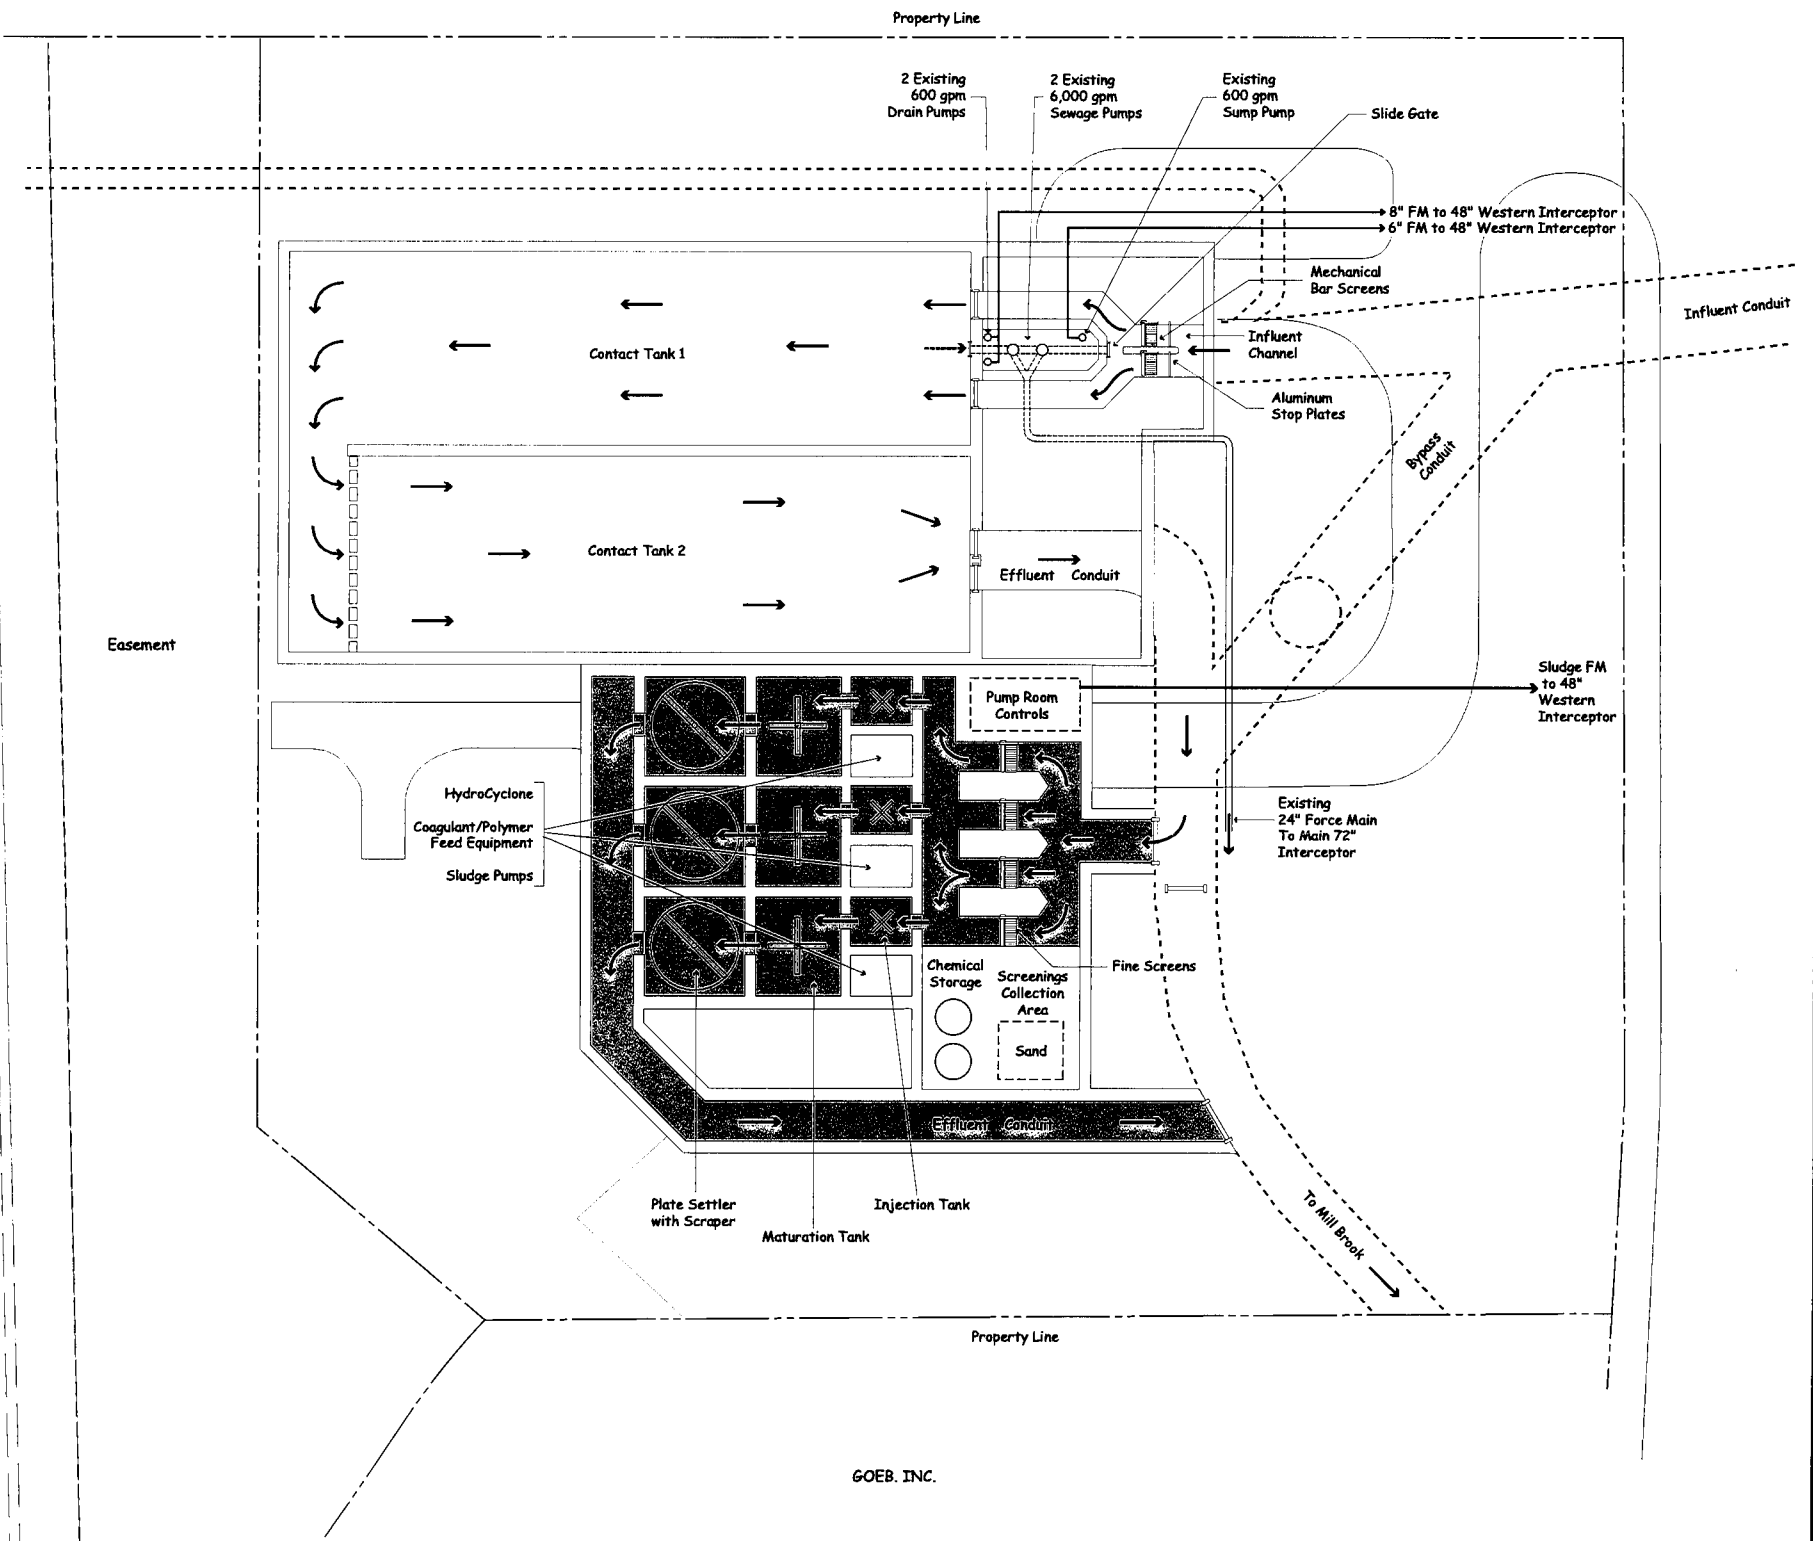 Property Line
2 Existing
600 gpm
Drain Pumps
2 Existing
6,000 gpm
Sewage Pumps
Existing
600 gpm
Sump Pump
Slide Gate
8" FM to 48" Western Interceptor
6" FM to 48" Western Interceptor
Mechanical
Bar Screens
Influent Conduit
Influent
Channel
Contact Tank 1
Aluminum
Stop Plates
Bypass
Conduit
Contact Tank 2
Effluent Conduit
Easement
Sludge FM
to 48"
Western
Interceptor
Pump Room
Controls
HydroCyclone
Coagulant/Polymer
Feed Equipment
Sludge Pumps
Existing
24" Force Main
To Main 72"
Interceptor
Fine Screens
Chemical
Storage
Screenings
Collection
Area
Sand
Effluent Conduit
Plate Settler
with Scraper
Injection Tank
Maturation Tank
To Mill Brook
Property Line
GOEB. INC.